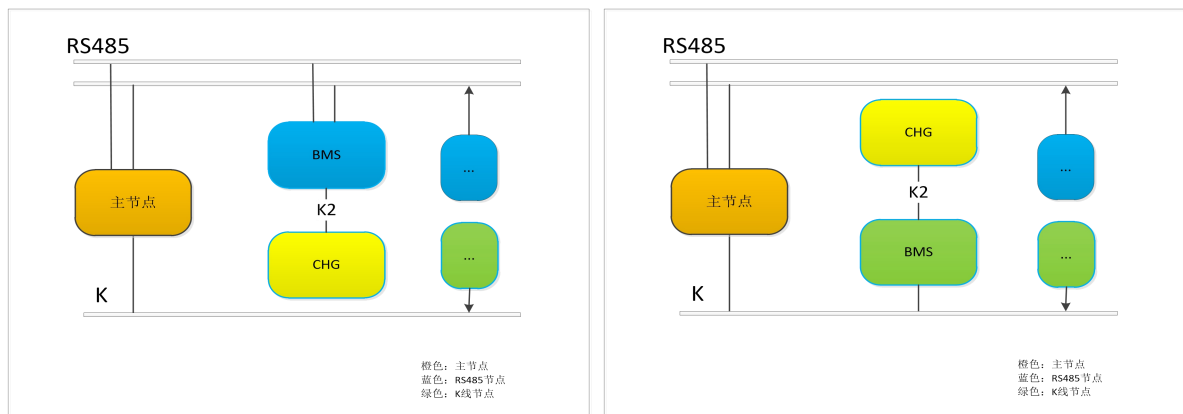 RS485
BMS
...
主节点
K2
CHG
...
K
橙色：主节点
蓝色：RS485节点
绿色：K线节点
RS485
CHG
...
主节点
K2
BMS
...
K
橙色：主节点
蓝色：RS485节点
绿色：K线节点